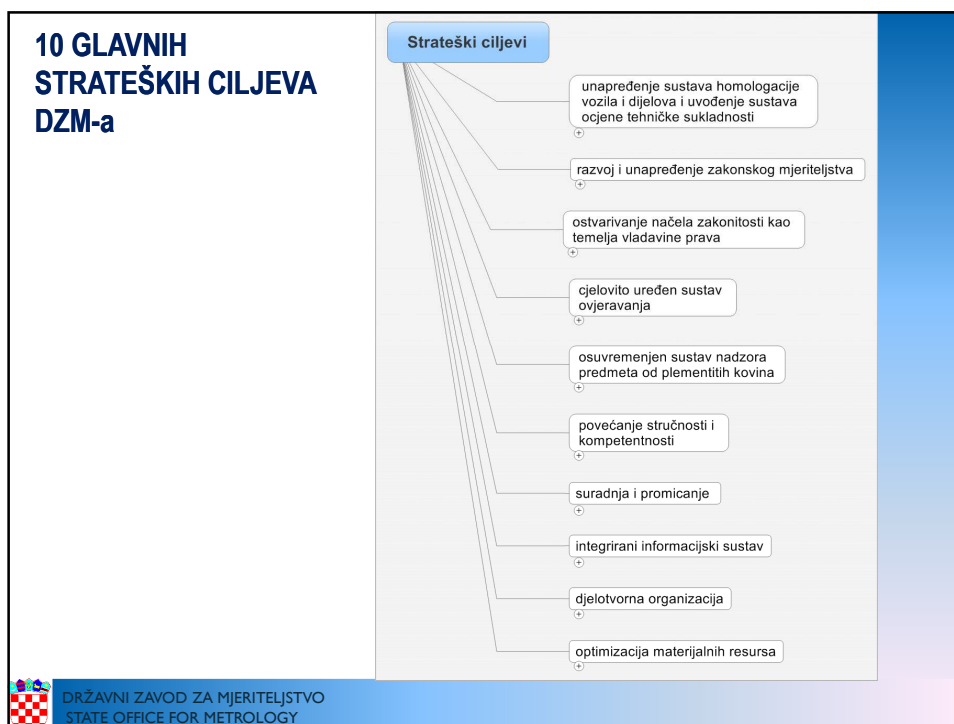 10 GLAVNIH
STRATEŠKIH CILJEVA
DZM-a
Strateški ciljevi
unapređenje sustava homologacije
vozila i dijelova i uvođenje sustava
ocjene tehničke sukladnosti
razvoj i unapređenje zakonskog mjeriteljstva
ostvarivanje načela zakonitosti kao
temelja vladavine prava
cjelovito uređen sustav
ovjeravanja
osuvremenjen sustav nadzora
predmeta od plementitih kovina
povećanje stručnosti i
kompetentnosti
suradnja i promicanje
integrirani informacijski sustav
djelotvorna organizacija
optimizacija materijalnih resursa
DRŽAVNI ZAVOD ZA MJERITELJSTVO
STATE OFFICE FOR METROLOGY